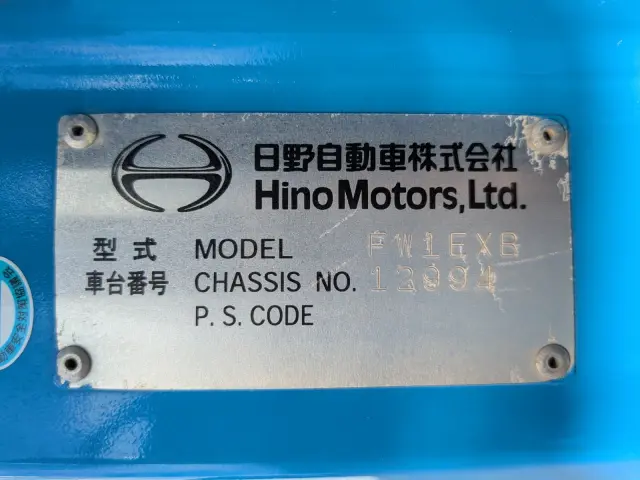 日野自動車株式会社
Hino Motors, Ltd.
型式 MODEL FW1EXB
車台番号 CHASSIS NO. 12094
P. S. CODE